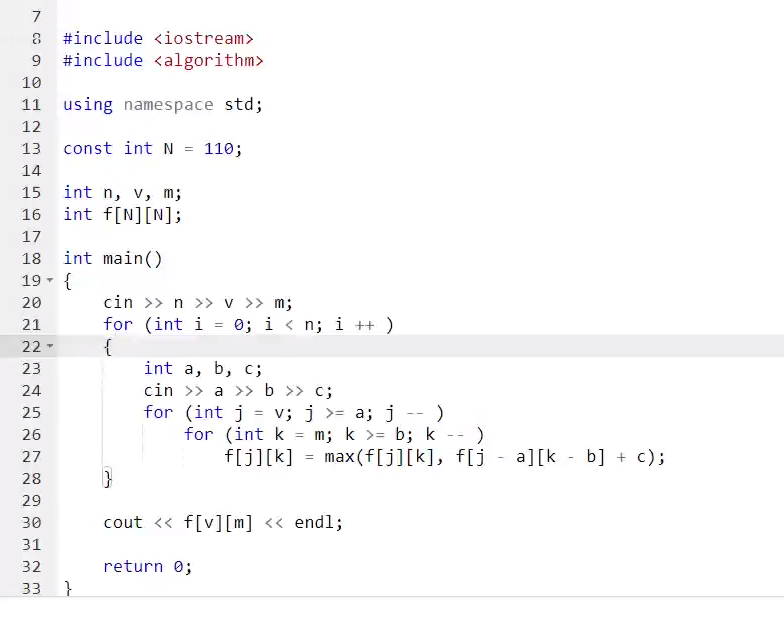 7
8 #include <iostream>
9 #include <algorithm>
10
11 using namespace std;
12
13 const int N = 110;
14
15 int n, v, m;
16 int f[N][N];
17
18 int main()
19 {
20     cin >> n >> v >> m;
21     for (int i = 0; i < n; i ++ )
22     {
23         int a, b, c;
24         cin >> a >> b >> c;
25         for (int j = v; j >= a; j -- )
26             for (int k = m; k >= b; k -- )
27                 f[j][k] = max(f[j][k], f[j - a][k - b] + c);
28     }
29
30     cout << f[v][m] << endl;
31
32     return 0;
33 }